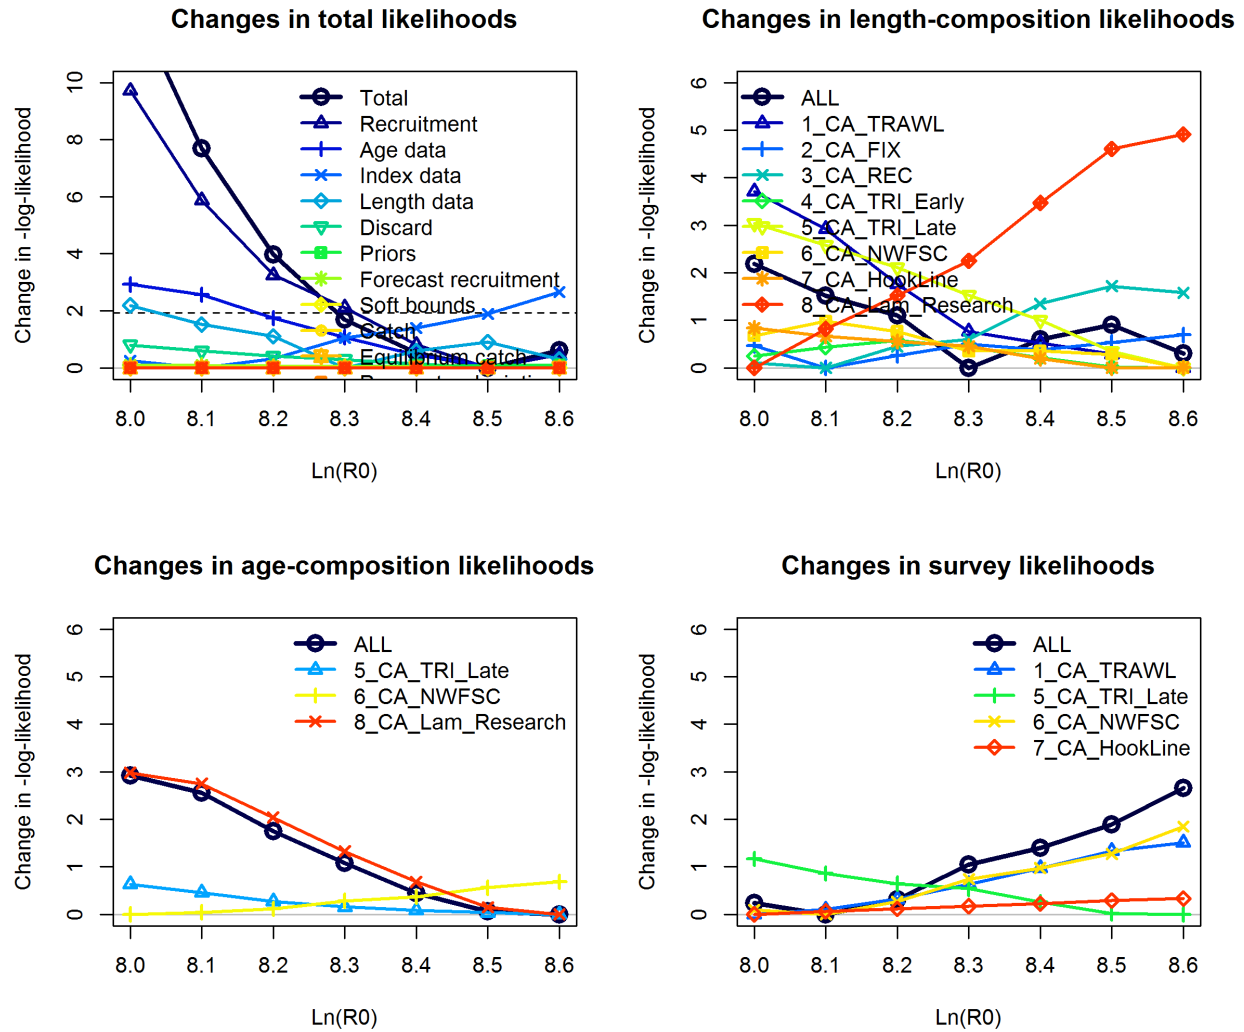 Changes in total likelihoods
Change in -log-likelihood
10
8
6
4
2
0
Total
Recruitment
Age data
Index data
Length data
Discard
Priors
Forecast recruitment
Soft bounds
Catch
Equilibrium catch
8.0 8.1 8.2 8.3 8.4 8.5 8.6
Ln(R0)
Changes in length-composition likelihoods
Change in -log-likelihood
6
5
4
3
2
1
0
ALL
1_CA_TRAWL
2_CA_FIX
3_CA_REC
4_CA_TRI_Early
5_CA_TRI_Late
6_CA_NWFSC
7_CA_HookLine
8_CA_Lam_Research
8.0 8.1 8.2 8.3 8.4 8.5 8.6
Ln(R0)
Changes in age-composition likelihoods
Change in -log-likelihood
6
5
4
3
2
1
0
ALL
5_CA_TRI_Late
6_CA_NWFSC
8_CA_Lam_Research
8.0 8.1 8.2 8.3 8.4 8.5 8.6
Ln(R0)
Changes in survey likelihoods
Change in -log-likelihood
6
5
4
3
2
1
0
ALL
1_CA_TRAWL
5_CA_TRI_Late
6_CA_NWFSC
7_CA_HookLine
8.0 8.1 8.2 8.3 8.4 8.5 8.6
Ln(R0)